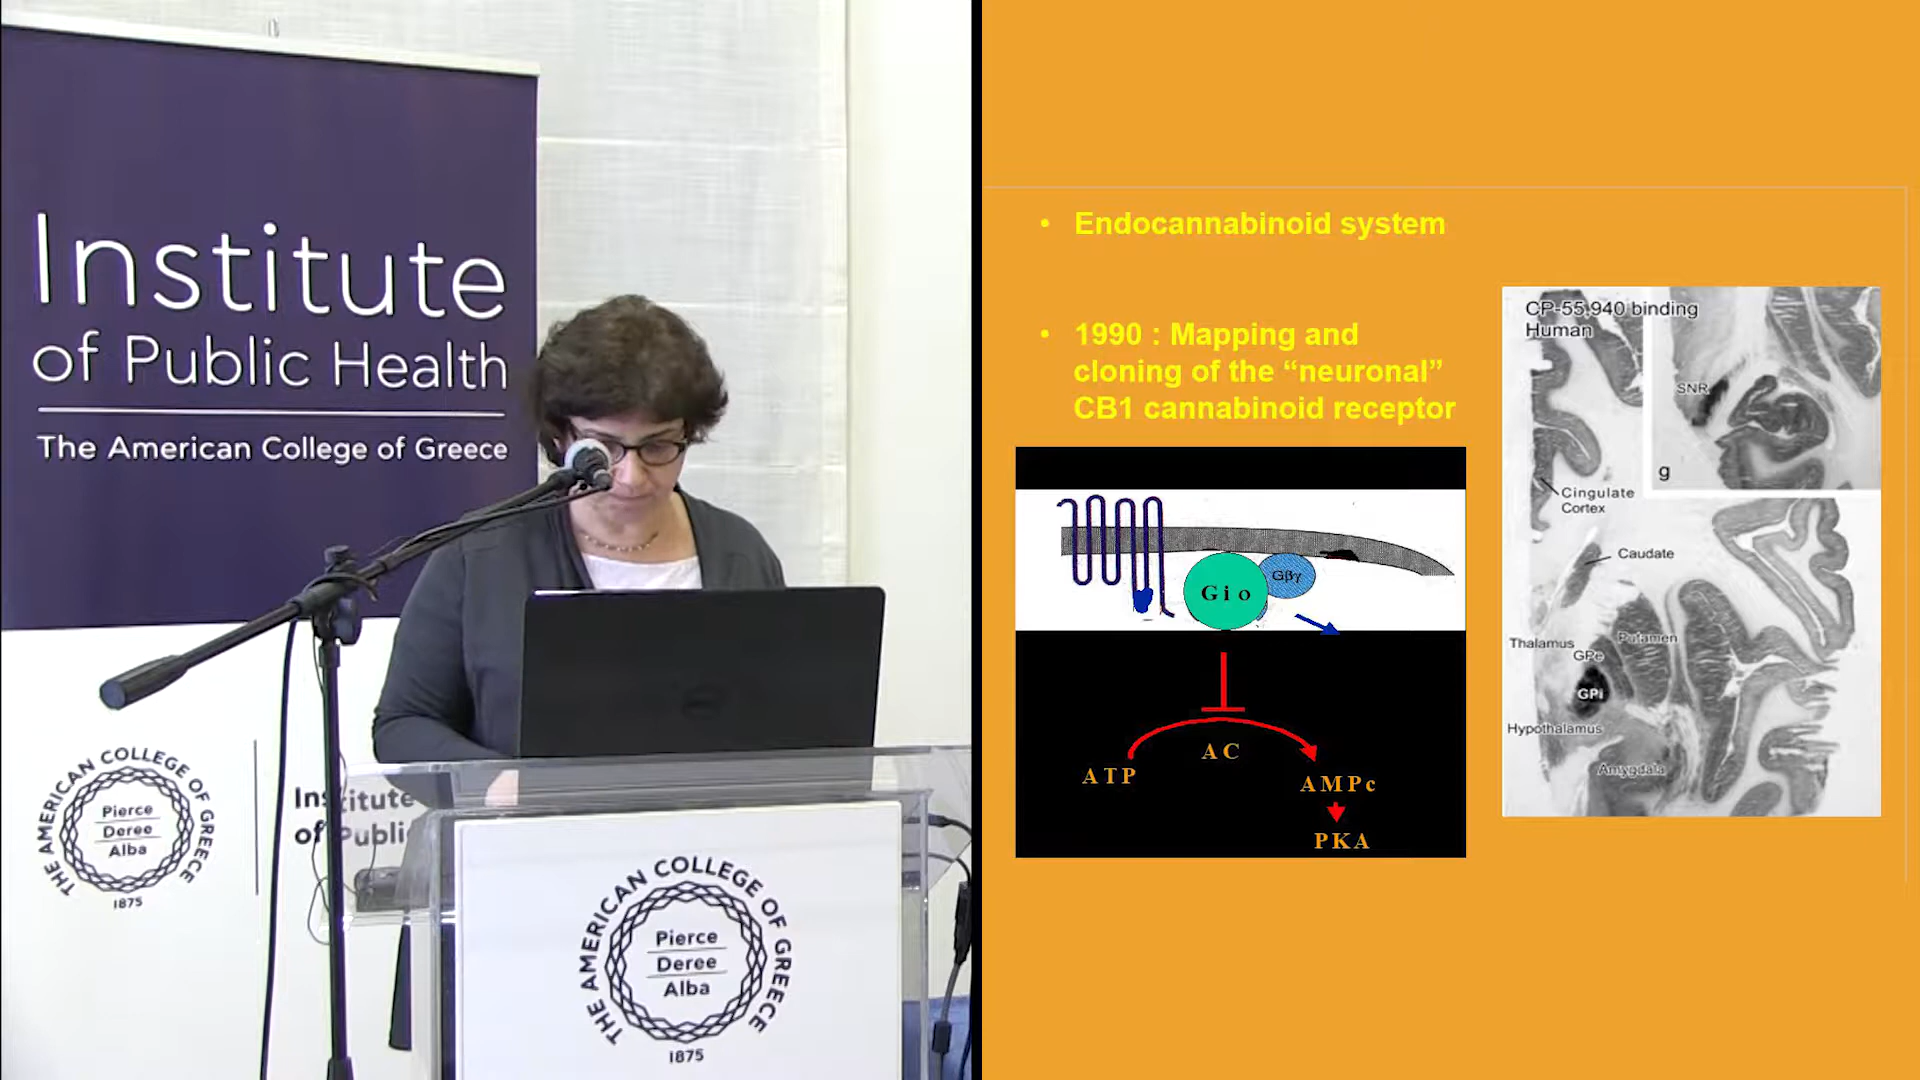 Institute
of Public Health
The American College of Greece
THE AMERICAN COLLEGE OF GREECE
Pierce
Deree
Alba
1875
Institute
of Public
THE AMERICAN COLLEGE OF GREECE
Pierce
Deree
Alba
1875
• Endocannabinoid system
• 1990 : Mapping and
cloning of the “neuronal”
CB1 cannabinoid receptor
Gio
Gβγ
ATP
AC
AMPc
PKA
CP-55,940 binding
Human
SNR
g
Cingulate
Cortex
Caudate
Thalamus
Putamen
GPe
GPi
Hypothalamus
Amygdala